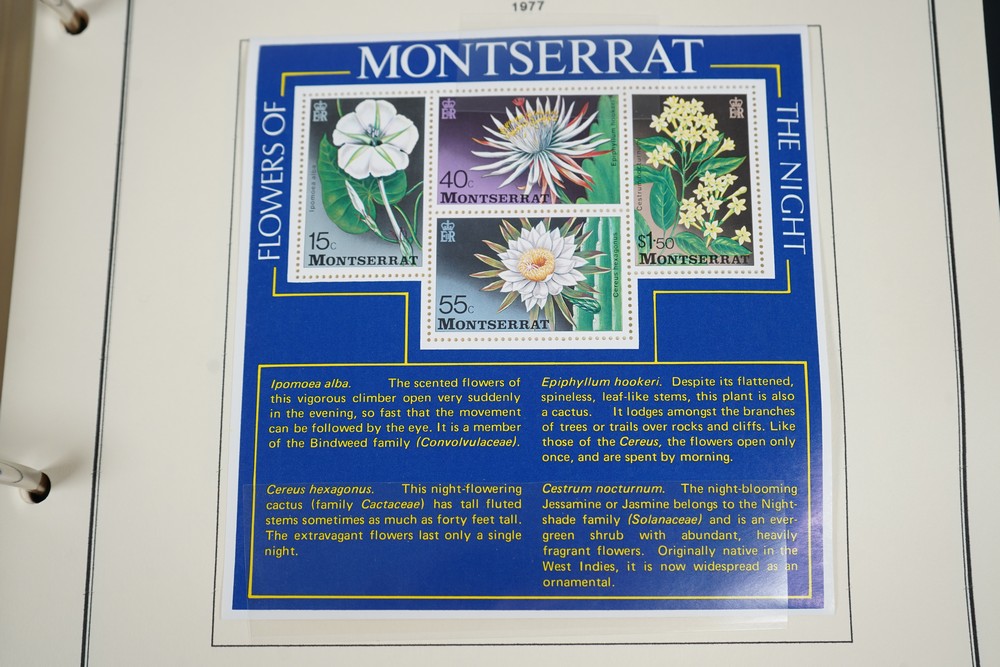 1977
MONTSERRAT
FLOWERS OF
THE NIGHT
Ipomoea alba
15c
MONTSERRAT
Epiphyllum hookeri
40c
MONTSERRAT
Cereus hexagonus
55c
MONTSERRAT
Cestrum nocturnum
$1·50
MONTSERRAT
Ipomoea alba. The scented flowers of
this vigorous climber open very suddenly
in the evening, so fast that the movement
can be followed by the eye. It is a member
of the Bindweed family (Convolvulaceae).
Epiphyllum hookeri. Despite its flattened,
spineless, leaf-like stems, this plant is also
a cactus. It lodges amongst the branches
of trees or trails over rocks and cliffs. Like
those of the Cereus, the flowers open only
once, and are spent by morning.
Cereus hexagonus. This night-flowering
cactus (family Cactaceae) has tall fluted
stems sometimes as much as forty feet tall.
The extravagant flowers last only a single
night.
Cestrum nocturnum. The night-blooming
Jessamine or Jasmine belongs to the Night-
shade family (Solanaceae) and is an ever-
green shrub with abundant, heavily
fragrant flowers. Originally native in the
West Indies, it is now widespread as an
ornamental.